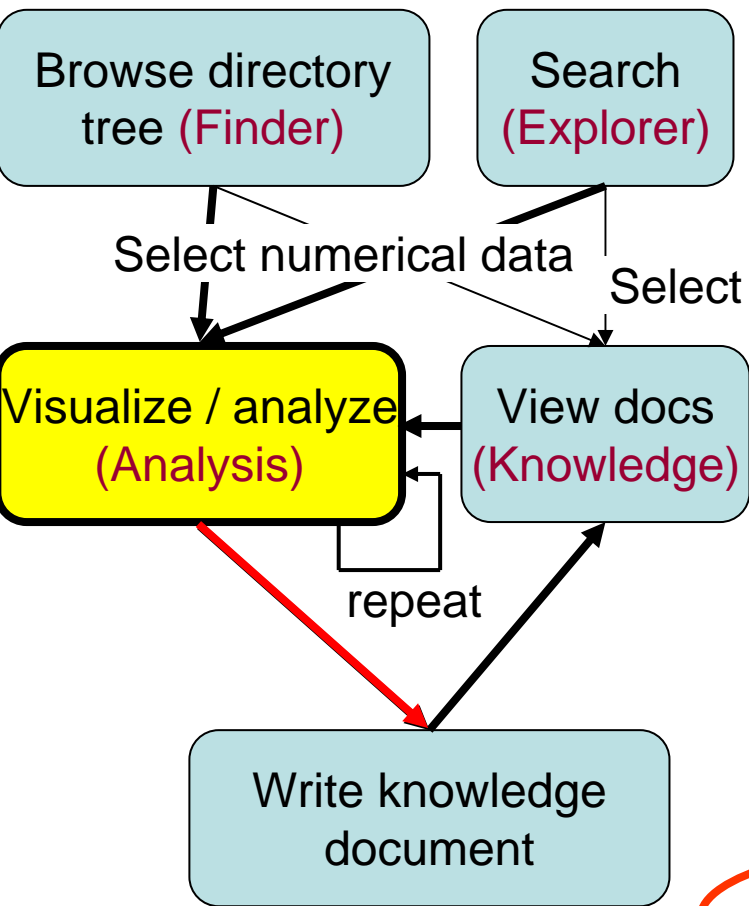 Browse directory
tree (Finder)
Search
(Explorer)
Select numerical data
Select
Visualize / analyze
(Analysis)
View docs
(Knowledge)
repeat
Write knowledge
document